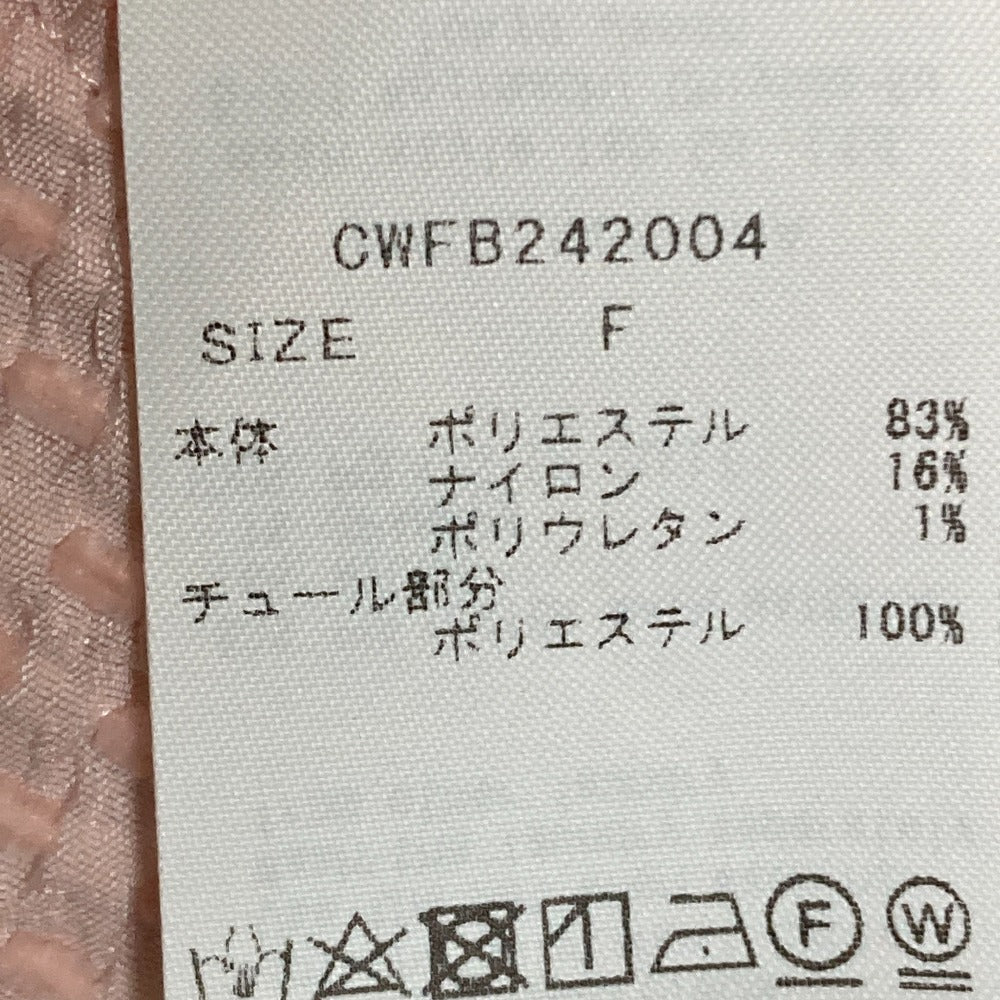 CWFB242004
SIZE F
本体 ポリエステル 83%
ナイロン 16%
ポリウレタン 1%
チュール部分
ポリエステル 100%
F W